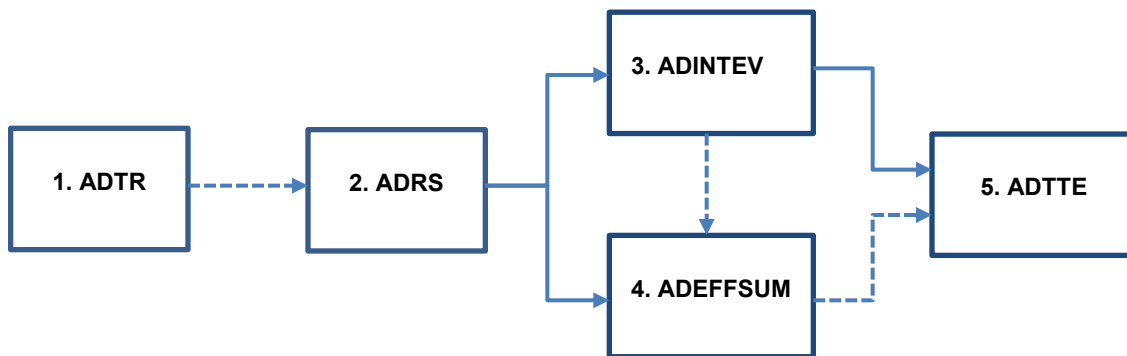 1. ADTR
2. ADRS
3. ADINTEV
4. ADEFFSUM
5. ADTTE